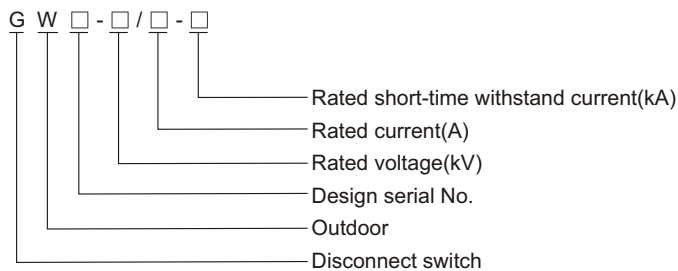 G W □ - □ / □ - □
Rated short-time withstand current(kA)
Rated current(A)
Rated voltage(kV)
Design serial No.
Outdoor
Disconnect switch